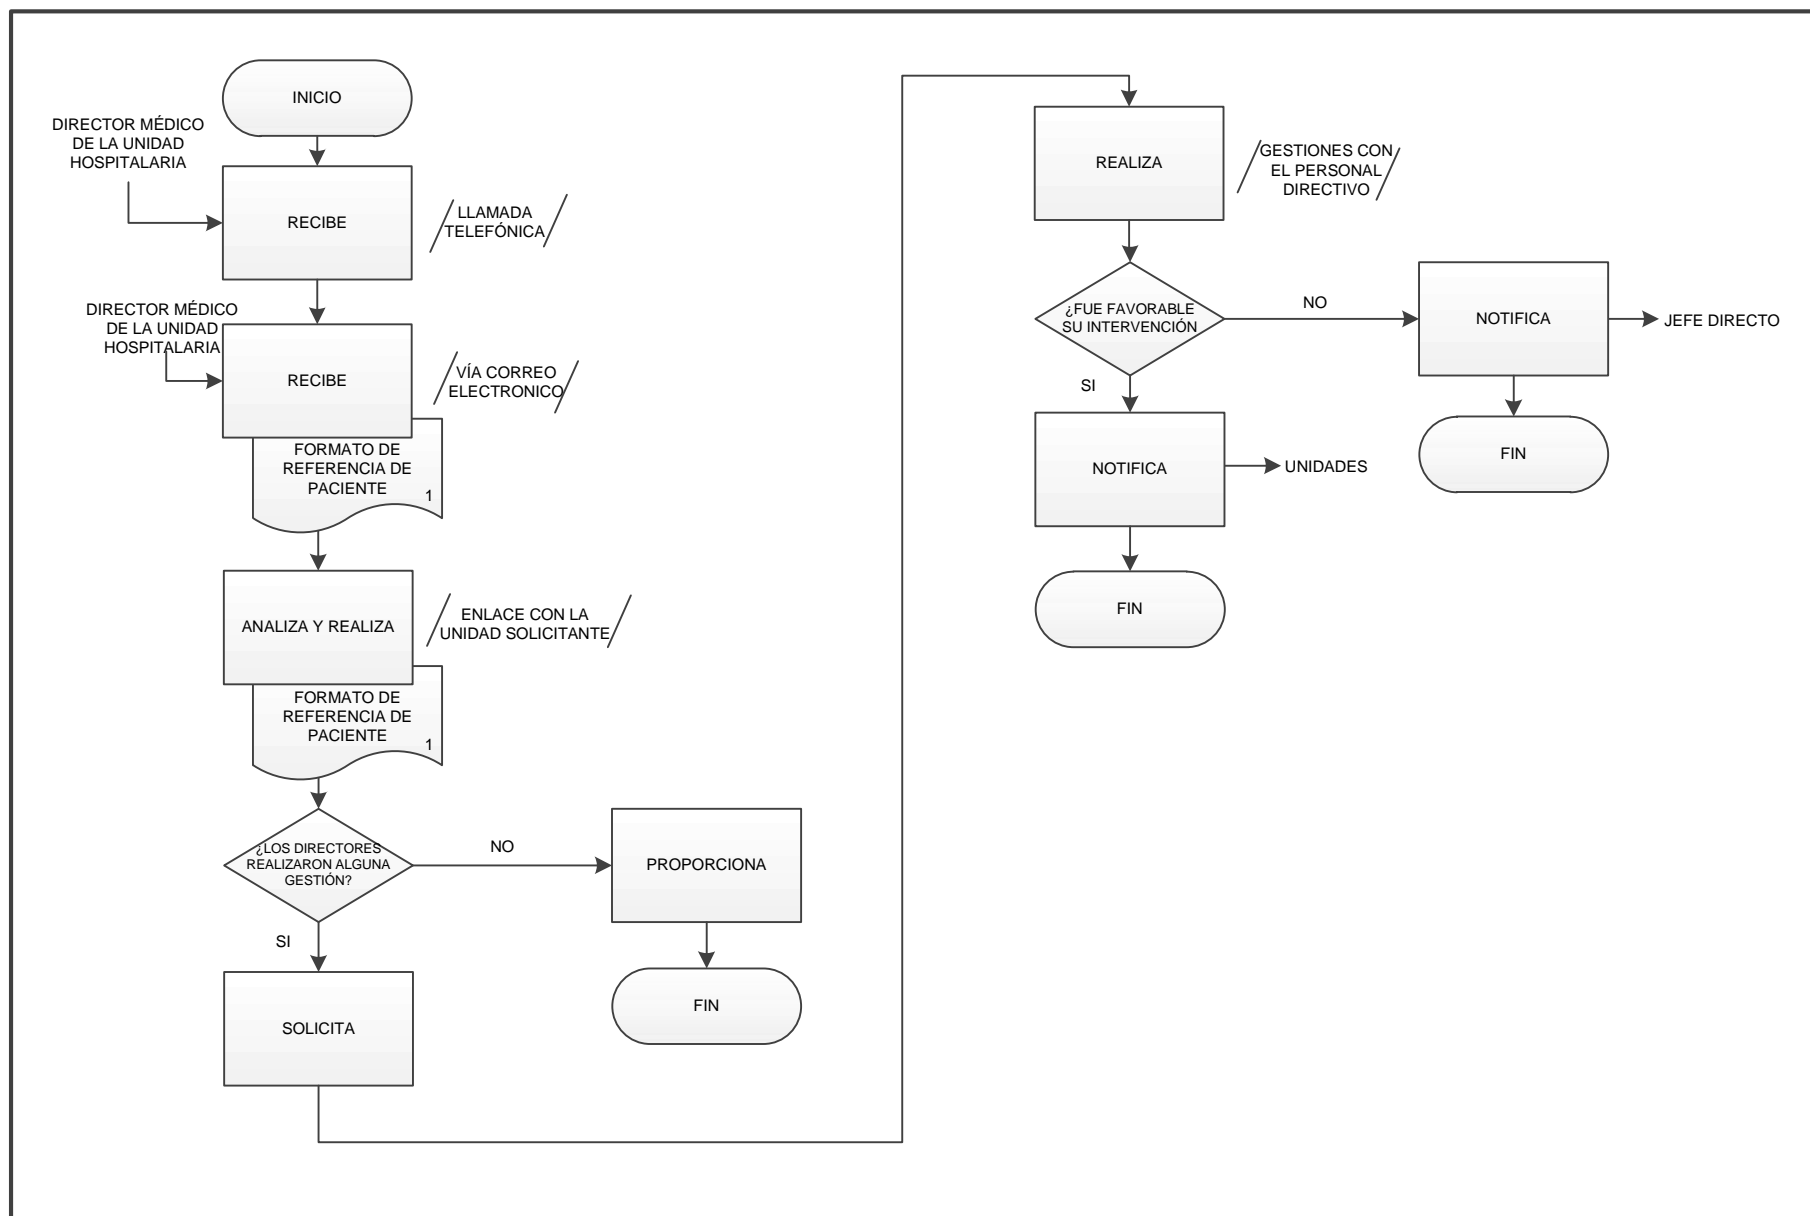 INICIO
DIRECTOR MÉDICO
DE LA UNIDAD
HOSPITALARIA
RECIBE
LLAMADA
TELEFÓNICA
DIRECTOR MÉDICO
DE LA UNIDAD
HOSPITALARIA
RECIBE
VÍA CORREO
ELECTRONICO
FORMATO DE
REFERENCIA DE
PACIENTE
1
ANALIZA Y REALIZA
ENLACE CON LA
UNIDAD SOLICITANTE
FORMATO DE
REFERENCIA DE
PACIENTE
1
¿LOS DIRECTORES
REALIZARON ALGUNA
GESTIÓN?
NO
PROPORCIONA
FIN
SI
SOLICITA
REALIZA
GESTIONES CON
EL PERSONAL
DIRECTIVO
¿FUE FAVORABLE
SU INTERVENCIÓN
NO
NOTIFICA
JEFE DIRECTO
FIN
SI
NOTIFICA
UNIDADES
FIN